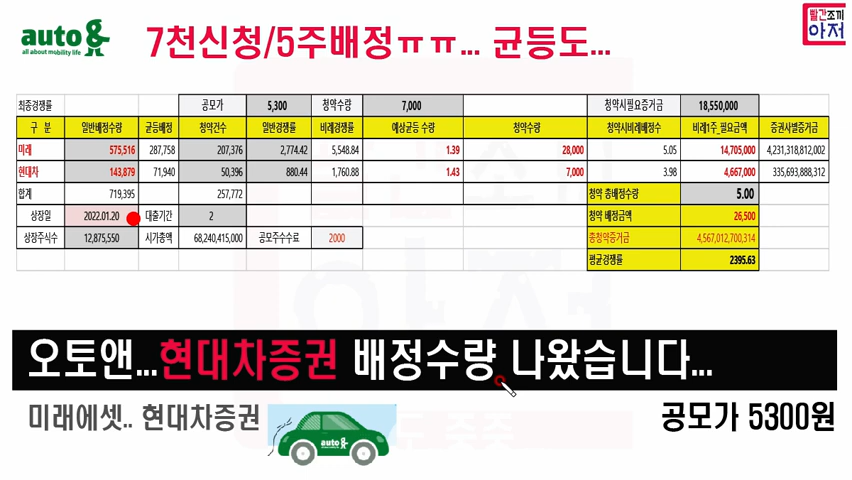 auto&
all about mobility life
7천신청/5주배정ㅠㅠ... 균등도...
빨간조끼
아저
최종경쟁률 공모가 5,300 청약수량 7,000 청약시필요증거금 18,550,000
구 분 일반배정수량 균등배정 청약건수 일반경쟁률 비례경쟁률 예상균등 수량 청약수량 청약시비례배정수 비례1주_필요금액 증권사별증거금
미래 575,516 287,758 207,376 2,774.42 5,548.84 1.39 28,000 5.05 14,705,000 4,231,318,812,002
현대차 143,879 71,940 50,396 880.44 1,760.88 1.43 7,000 3.98 4,667,000 335,693,888,312
합계 719,395 257,772 청약 총배정수량 5.00
상장일 2022.01.20 대출기간 2 청약 배정금액 26,500
상장주식수 12,875,550 시가총액 68,240,415,000 공모주수수료 2000 총청약증거금 4,567,012,700,314
평균경쟁률 2395.63
오토앤...현대차증권 배정수량 나왔습니다...
미래에셋.. 현대차증권
auto&
공모가 5300원